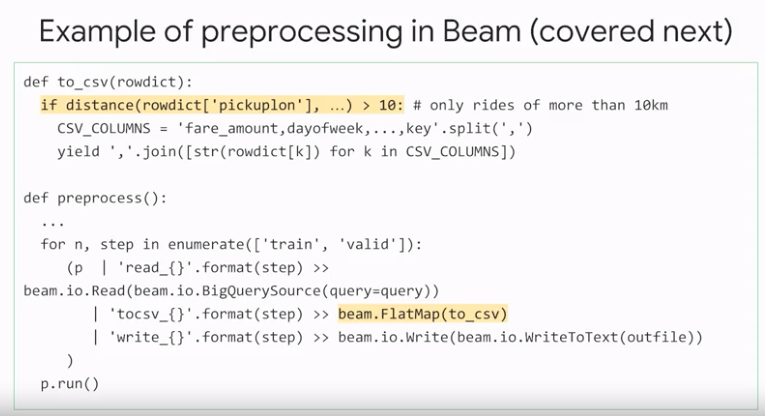 Example of preprocessing in Beam (covered next)
def to_csv(rowdict):
if distance(rowdict['pickuplon'], …) > 10: # only rides of more than 10km
CSV_COLUMNS = 'fare_amount,dayofweek,...,key'.split(',')
yield ','.join([str(rowdict[k]) for k in CSV_COLUMNS])
def preprocess():
...
for n, step in enumerate(['train', 'valid']):
(p | 'read_{}'.format(step) >>
beam.io.Read(beam.io.BigQuerySource(query=query))
| 'tocsv_{}'.format(step) >> beam.FlatMap(to_csv)
| 'write_{}'.format(step) >> beam.io.Write(beam.io.WriteToText(outfile))
)
p.run()